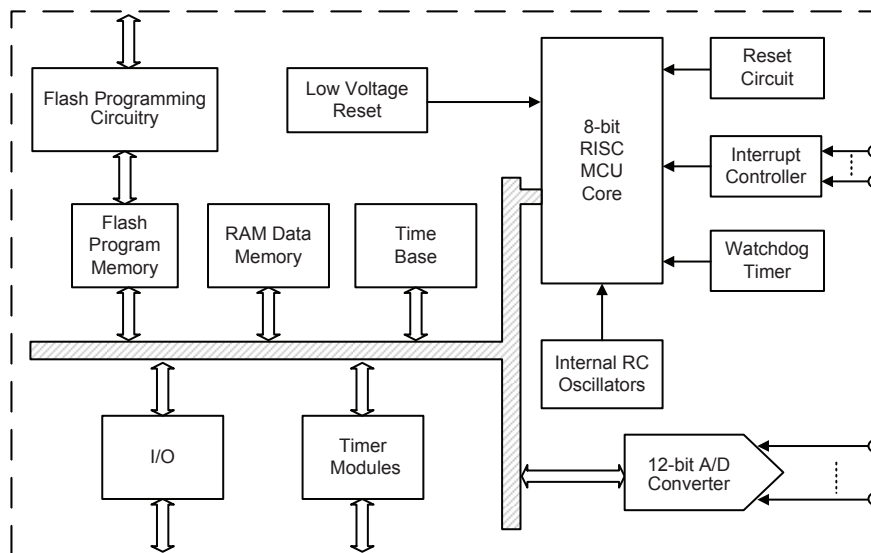 Flash Programming
Circuitry
Low Voltage
Reset
8-bit
RISC
MCU
Core
Reset
Circuit
Interrupt
Controller
Flash
Program
Memory
RAM Data
Memory
Time
Base
Watchdog
Timer
Internal RC
Oscillators
I/O
Timer
Modules
12-bit A/D
Converter